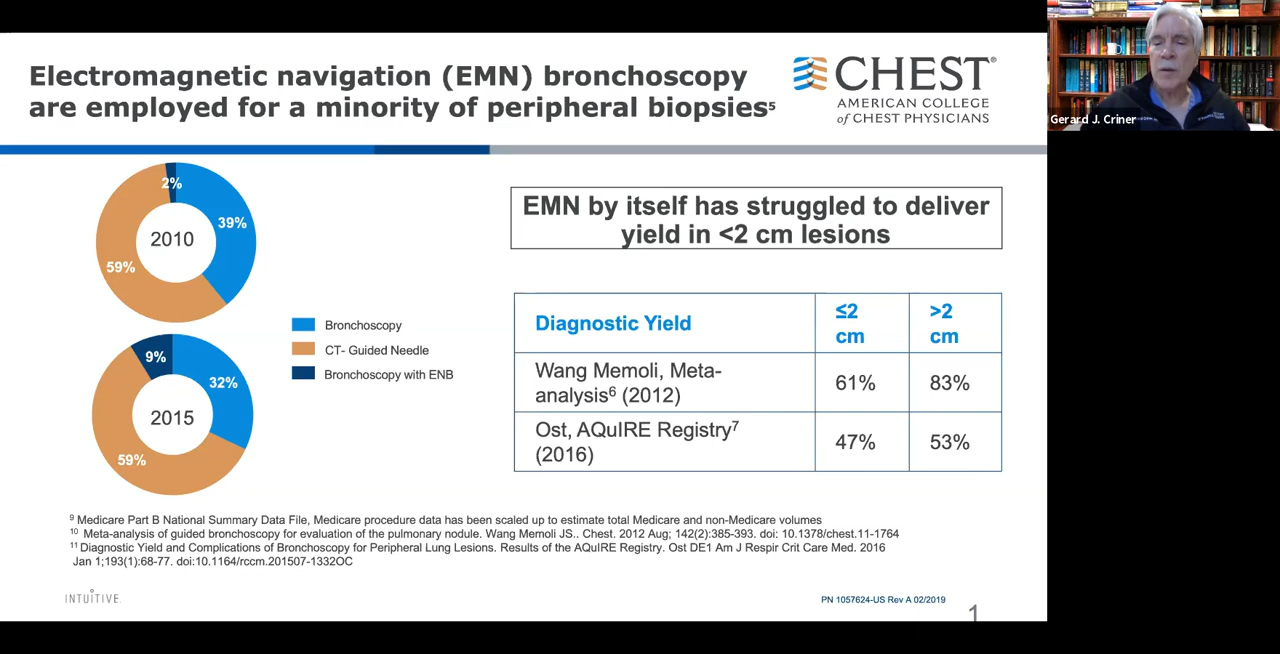 Electromagnetic navigation (EMN) bronchoscopy
are employed for a minority of peripheral biopsies⁵
CHEST®
AMERICAN COLLEGE
of CHEST PHYSICIANS
Gerard J. Criner
2%
39%
2010
59%
9%
32%
2015
59%
Bronchoscopy
CT- Guided Needle
Bronchoscopy with ENB
EMN by itself has struggled to deliver
yield in <2 cm lesions
Diagnostic Yield
≤2
cm
>2
cm
Wang Memoli, Meta-
analysis⁶ (2012)
61%
83%
Ost, AQuIRE Registry⁷
(2016)
47%
53%
⁹ Medicare Part B National Summary Data File, Medicare procedure data has been scaled up to estimate total Medicare and non-Medicare volumes
¹⁰ Meta-analysis of guided bronchoscopy for evaluation of the pulmonary nodule. Wang Memoli JS.. Chest. 2012 Aug; 142(2):385-393. doi: 10.1378/chest.11-1764
¹¹ Diagnostic Yield and Complications of Bronchoscopy for Peripheral Lung Lesions. Results of the AQuIRE Registry. Ost DE1 Am J Respir Crit Care Med. 2016
Jan 1;193(1):68-77. doi:10.1164/rccm.201507-1332OC
INTUITIVE
PN 1057624-US Rev A 02/2019
1